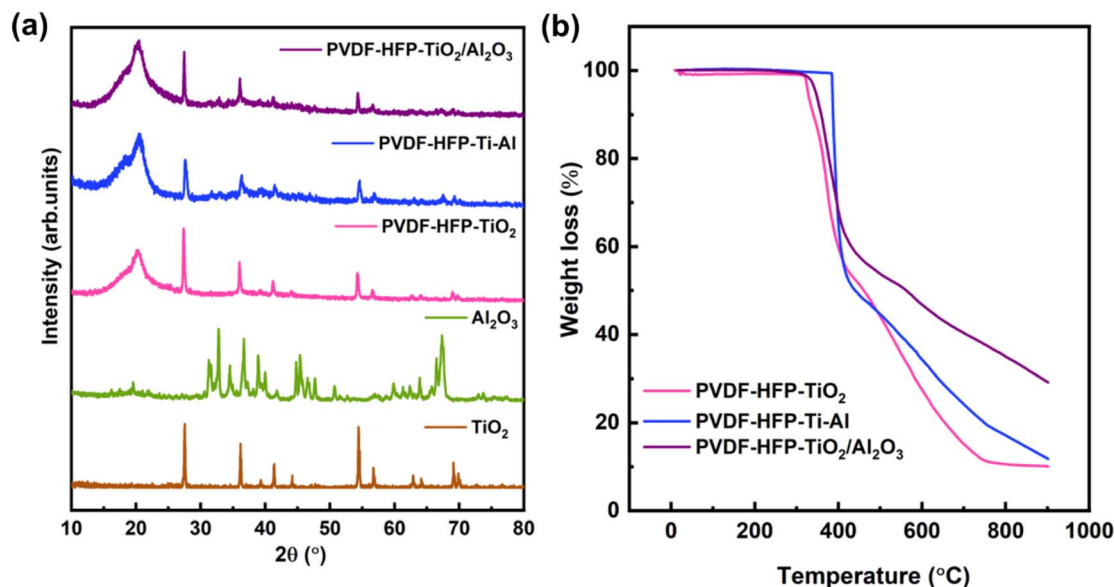 (a)
PVDF-HFP-TiO₂/Al₂O₃
PVDF-HFP-Ti-Al
PVDF-HFP-TiO₂
Al₂O₃
TiO₂
Intensity (arb.units)
10 20 30 40 50 60 70 80
2θ (°)
(b)
100
80
60
40
20
0
Weight loss (%)
PVDF-HFP-TiO₂
PVDF-HFP-Ti-Al
PVDF-HFP-TiO₂/Al₂O₃
0 200 400 600 800 1000
Temperature (°C)